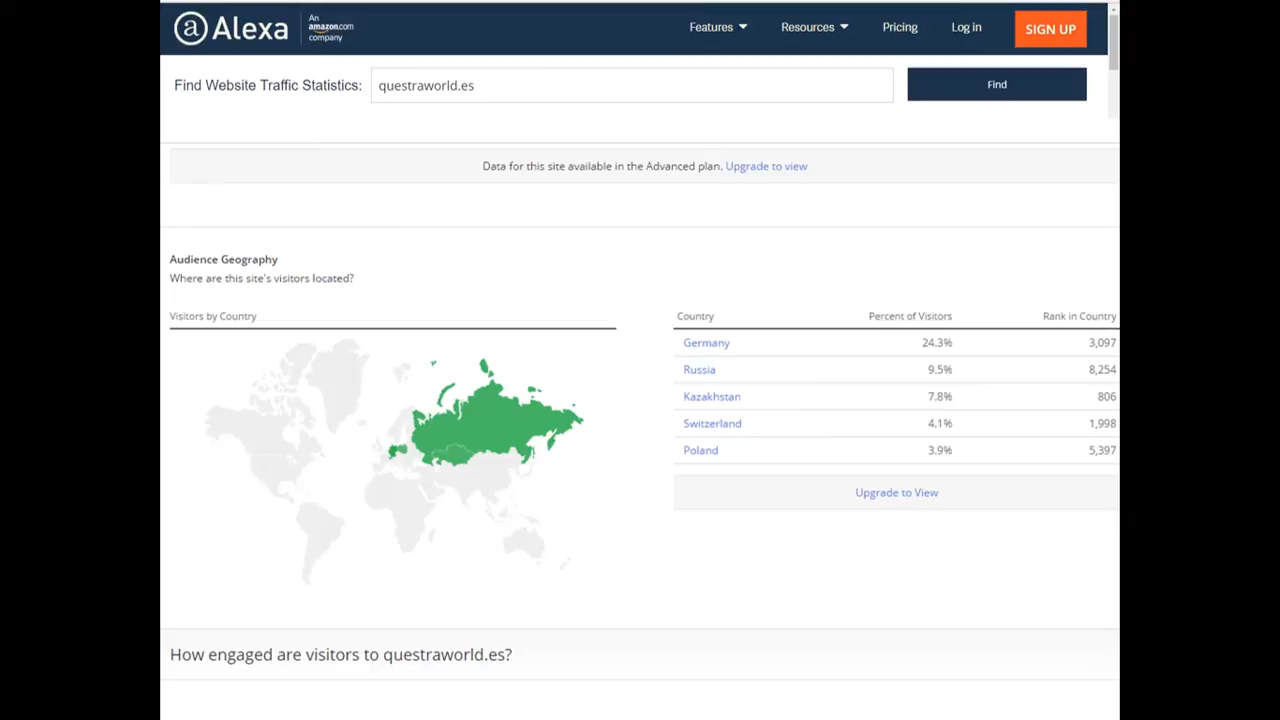 Alexa
An
amazon.com
company
Features
Resources
Pricing
Log in
SIGN UP
Find Website Traffic Statistics:
questraworld.es
Find
Data for this site available in the Advanced plan. Upgrade to view
Audience Geography
Where are this site's visitors located?
Visitors by Country
Country Percent of Visitors Rank in Country
Germany 24.3% 3,097
Russia 9.5% 8,254
Kazakhstan 7.8% 806
Switzerland 4.1% 1,998
Poland 3.9% 5,397
Upgrade to View
How engaged are visitors to questraworld.es?